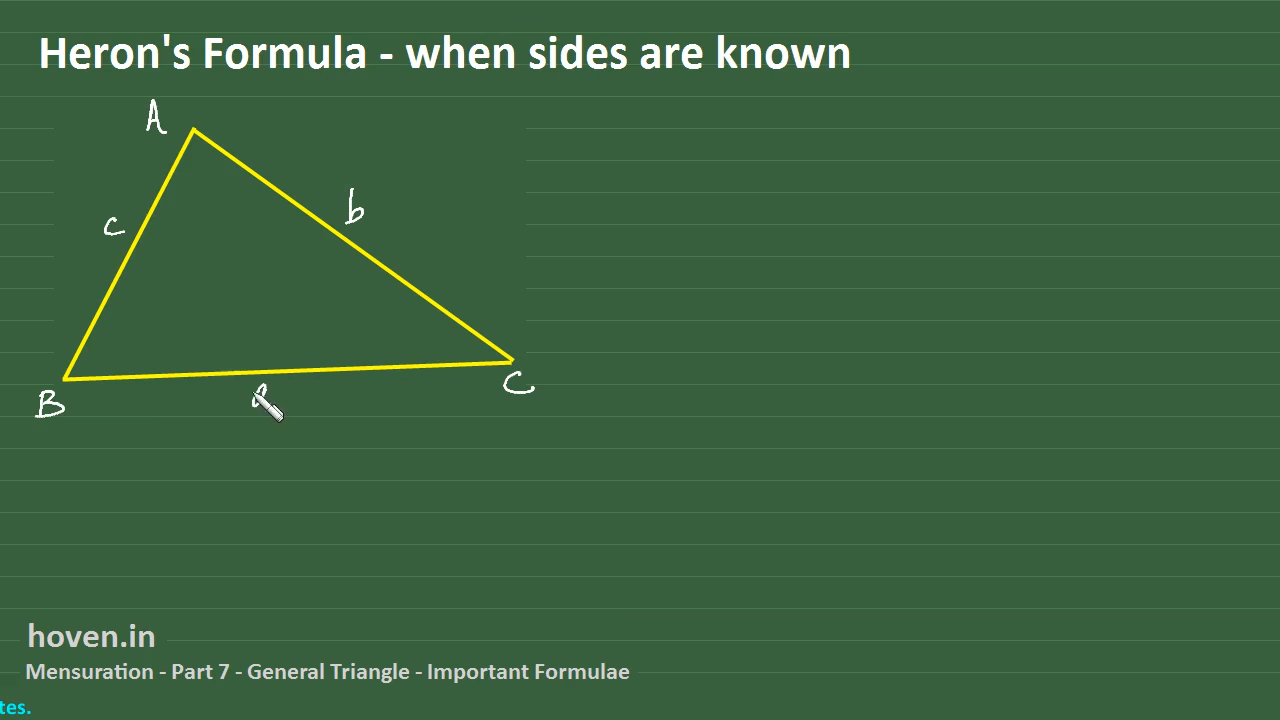 Heron's Formula - when sides are known
A
c
b
B
a
C
hoven.in
Mensuration - Part 7 - General Triangle - Important Formulae
tes.